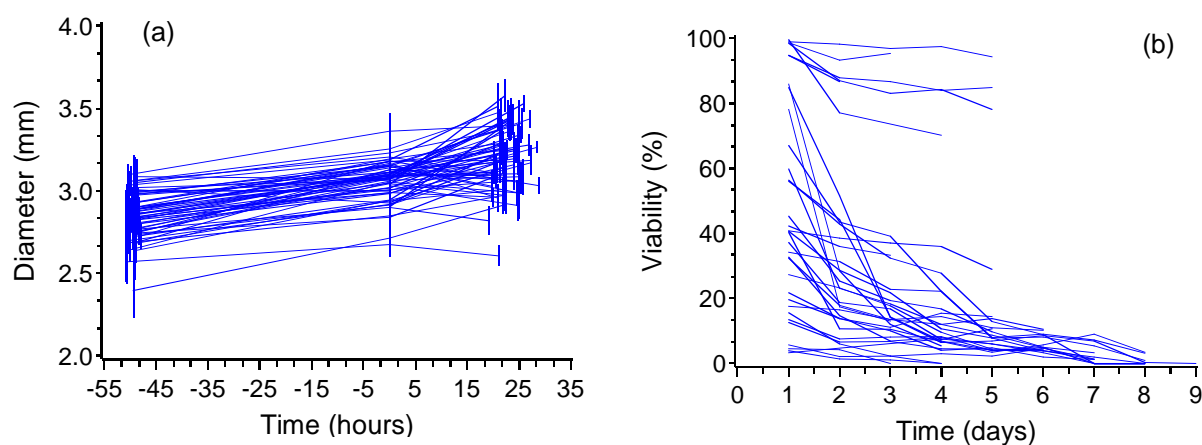 (a)
4.0
3.5
3.0
2.5
2.0
Diameter (mm)
-55 -45 -35 -25 -15 -5 5 15 25 35
Time (hours)
(b)
100
80
60
40
20
0
Viability (%)
0 1 2 3 4 5 6 7 8 9
Time (days)